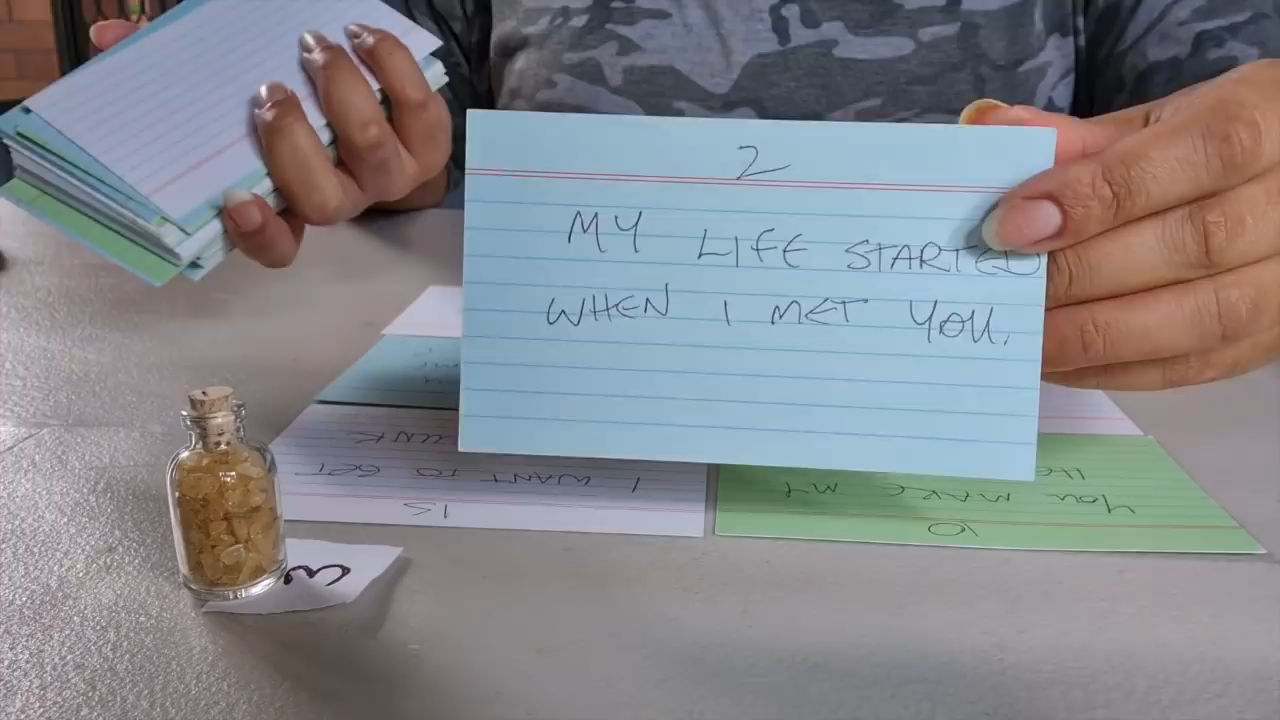 2
MY LIFE STARTED
WHEN I MET YOU.
15
I WANT TO GET
10
YOU MAKE MY
3